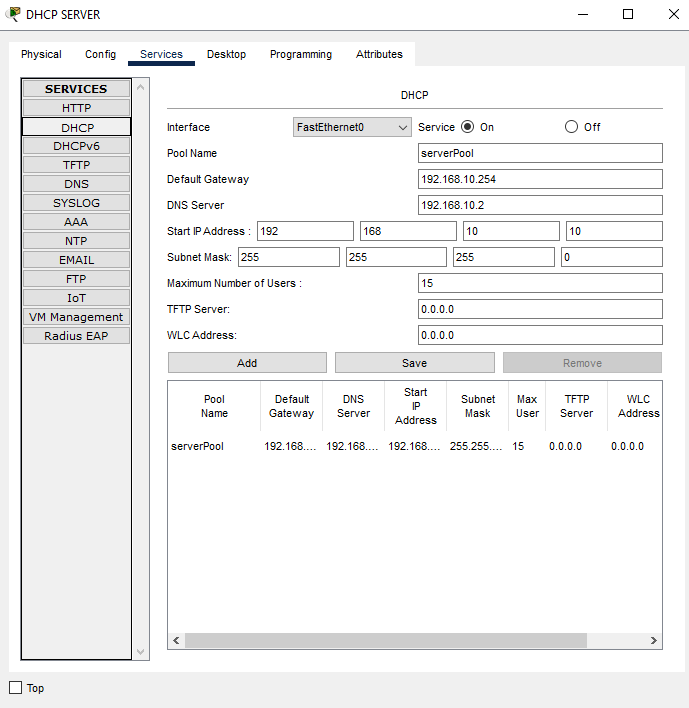 DHCP SERVER
Physical Config Services Desktop Programming Attributes
SERVICES
HTTP
DHCP
DHCPv6
TFTP
DNS
SYSLOG
AAA
NTP
EMAIL
FTP
IoT
VM Management
Radius EAP
DHCP
Interface FastEthernet0 Service On Off
Pool Name serverPool
Default Gateway 192.168.10.254
DNS Server 192.168.10.2
Start IP Address : 192 168 10 10
Subnet Mask: 255 255 255 0
Maximum Number of Users : 15
TFTP Server: 0.0.0.0
WLC Address: 0.0.0.0
Add Save Remove
Pool Name Default Gateway DNS Server Start IP Address Subnet Mask Max User TFTP Server WLC Address
serverPool 192.168.... 192.168.... 192.168.... 255.255.... 15 0.0.0.0 0.0.0.0
Top